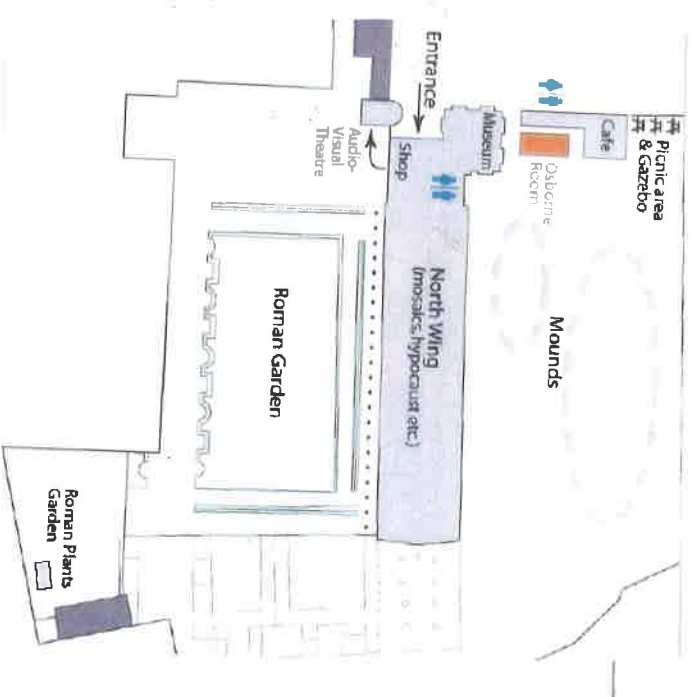 Picnic area
& Gazebo
Cafe
Osborne
Room
Mounds
Museum
Entrance
Shop
Audio-
Visual
Theatre
North Wing
(mosaics, hypocaust etc.)
Roman Garden
Roman Plants
Garden